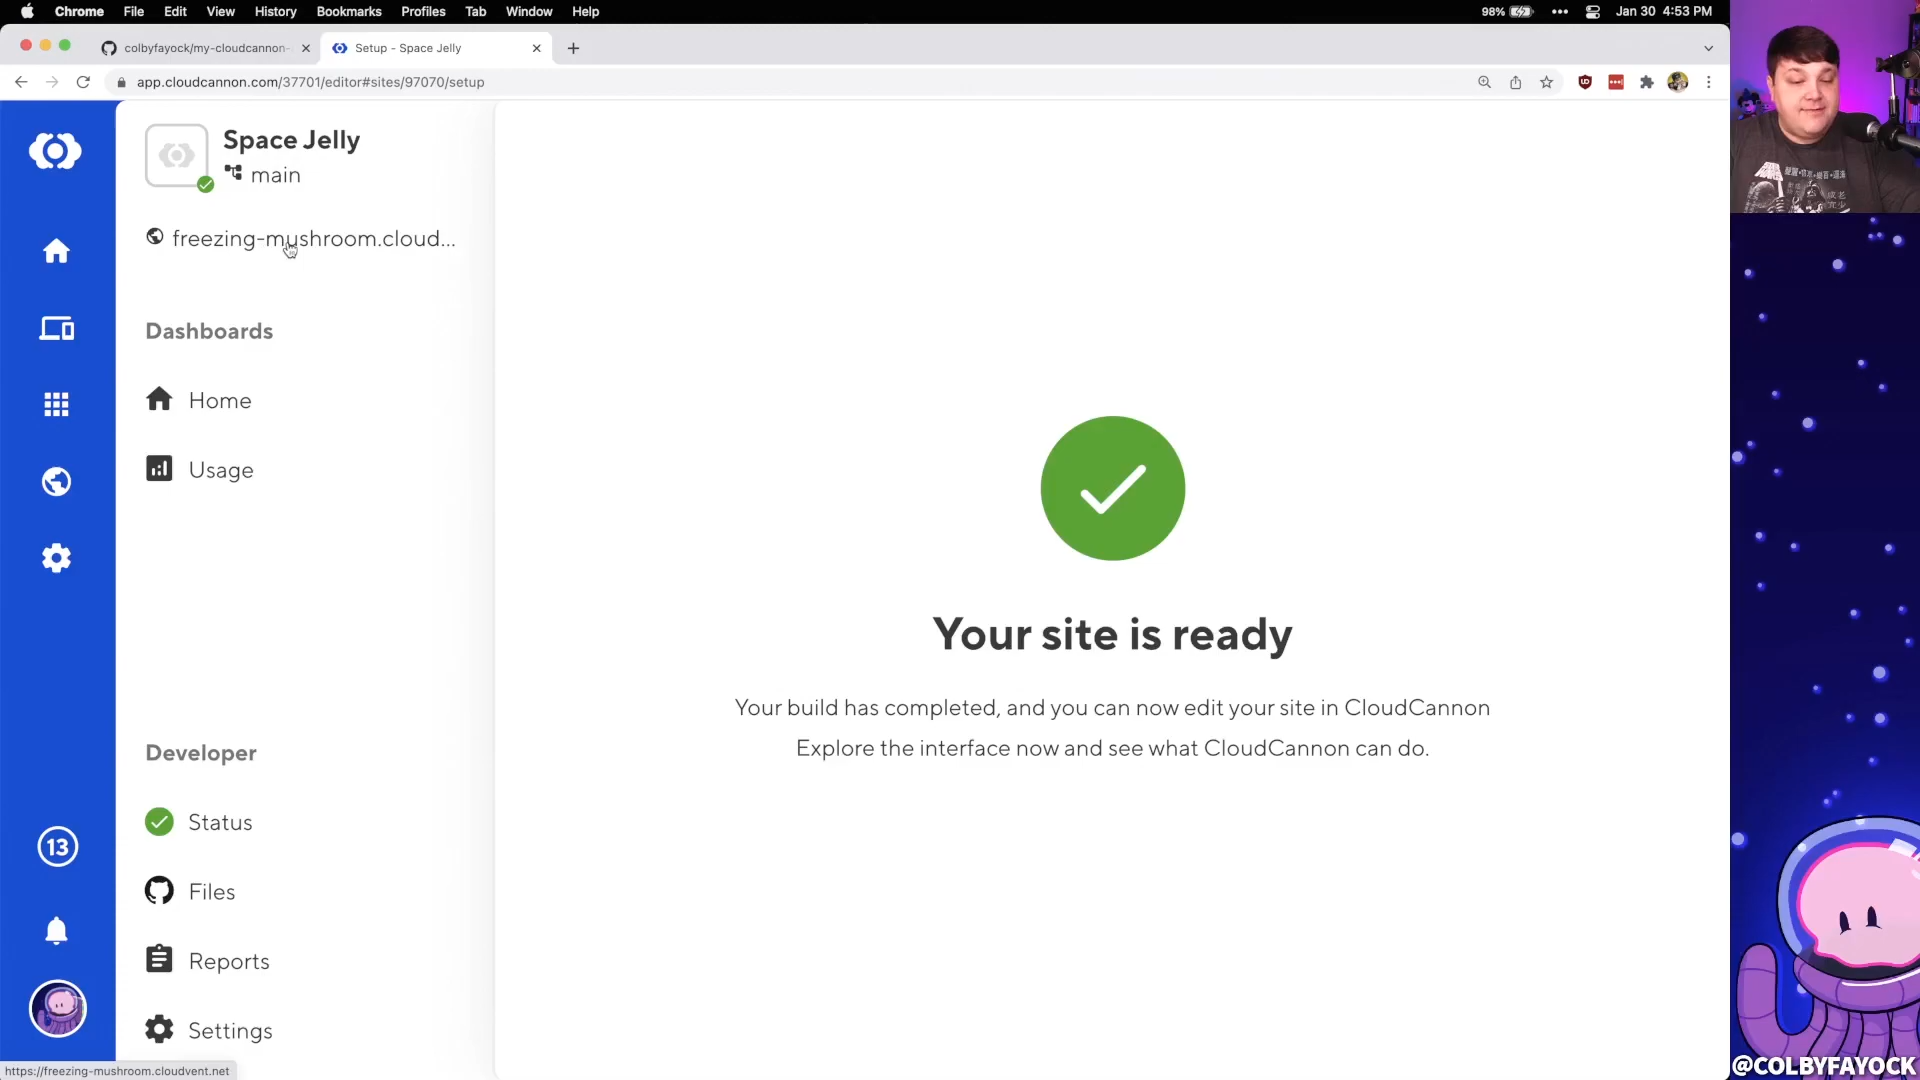 Chrome File Edit View History Bookmarks Profiles Tab Window Help 98% Jan 30 4:53 PM
colbyfayock/my-cloudcannon- Setup - Space Jelly
app.cloudcannon.com/37701/editor#sites/97070/setup
Space Jelly
main
freezing-mushroom.cloud...
Dashboards
Home
Usage
Your site is ready
Your build has completed, and you can now edit your site in CloudCannon
Explore the interface now and see what CloudCannon can do.
Developer
Status
13
Files
Reports
Settings
https://freezing-mushroom.cloudvent.net
@COLBYFAYOCK